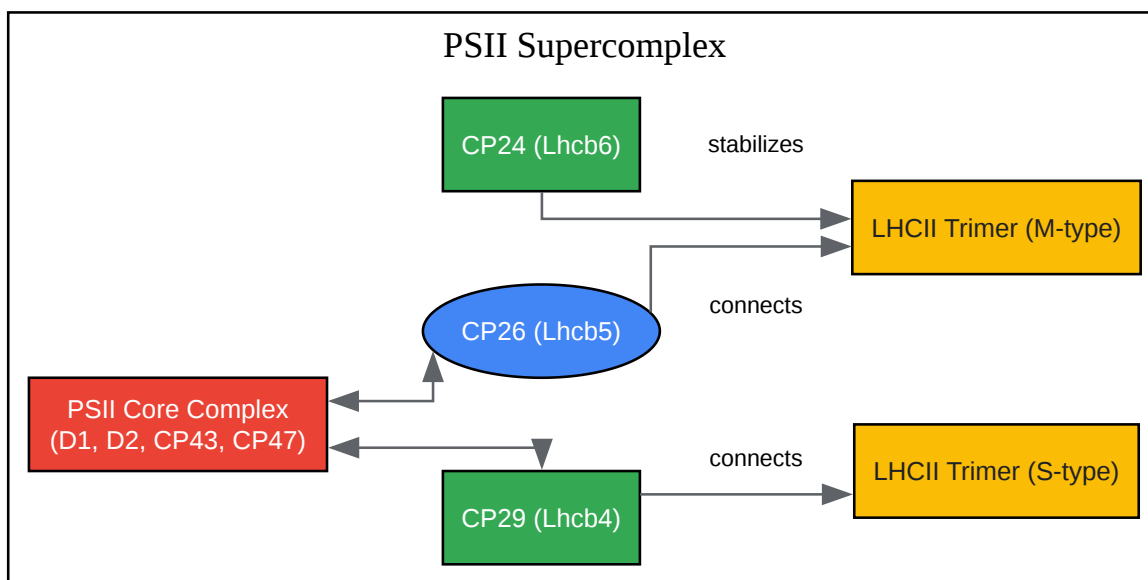 PSII Supercomplex
CP24 (Lhcb6)
stabilizes
LHCII Trimer (M-type)
CP26 (Lhcb5)
connects
PSII Core Complex
(D1, D2, CP43, CP47)
connects
LHCII Trimer (S-type)
CP29 (Lhcb4)